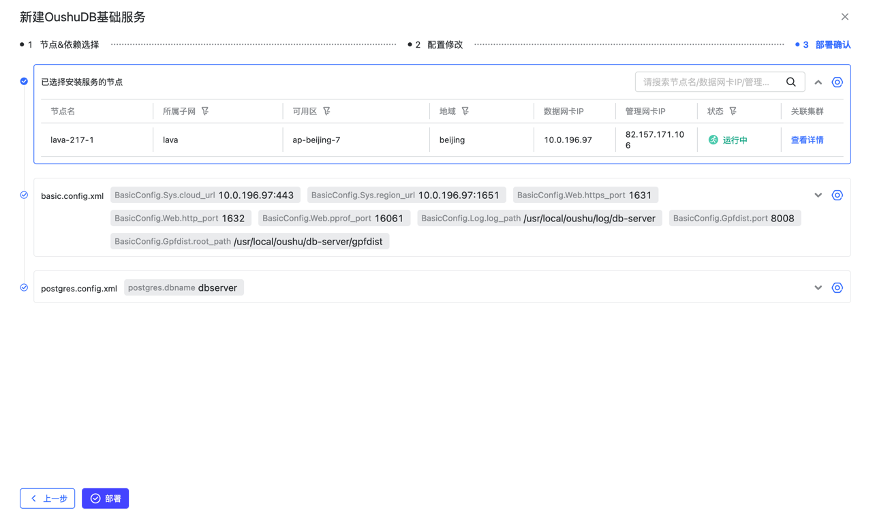 新建OushuDB基础服务
1 节点&依赖选择 2 配置修改 3 部署确认
已选择安装服务的节点 请搜索节点名/数据网卡IP/管理...
节点名 所属子网 可用区 地域 数据网卡IP 管理网卡IP 状态 关联集群
lava-217-1 lava ap-beijing-7 beijing 10.0.196.97 82.157.171.10 运行中 查看详情
6
basic.config.xml BasicConfig.Sys.cloud_url 10.0.196.97:443 BasicConfig.Sys.region_url 10.0.196.97:1651 BasicConfig.Web.https_port 1631
BasicConfig.Web.http_port 1632 BasicConfig.Web.pprof_port 16061 BasicConfig.Log.log_path /usr/local/oushu/log/db-server BasicConfig.Gpfdist.port 8008
BasicConfig.Gpfdist.root_path /usr/local/oushu/db-server/gpfdist
postgres.config.xml postgres.dbname dbserver
上一步 部署